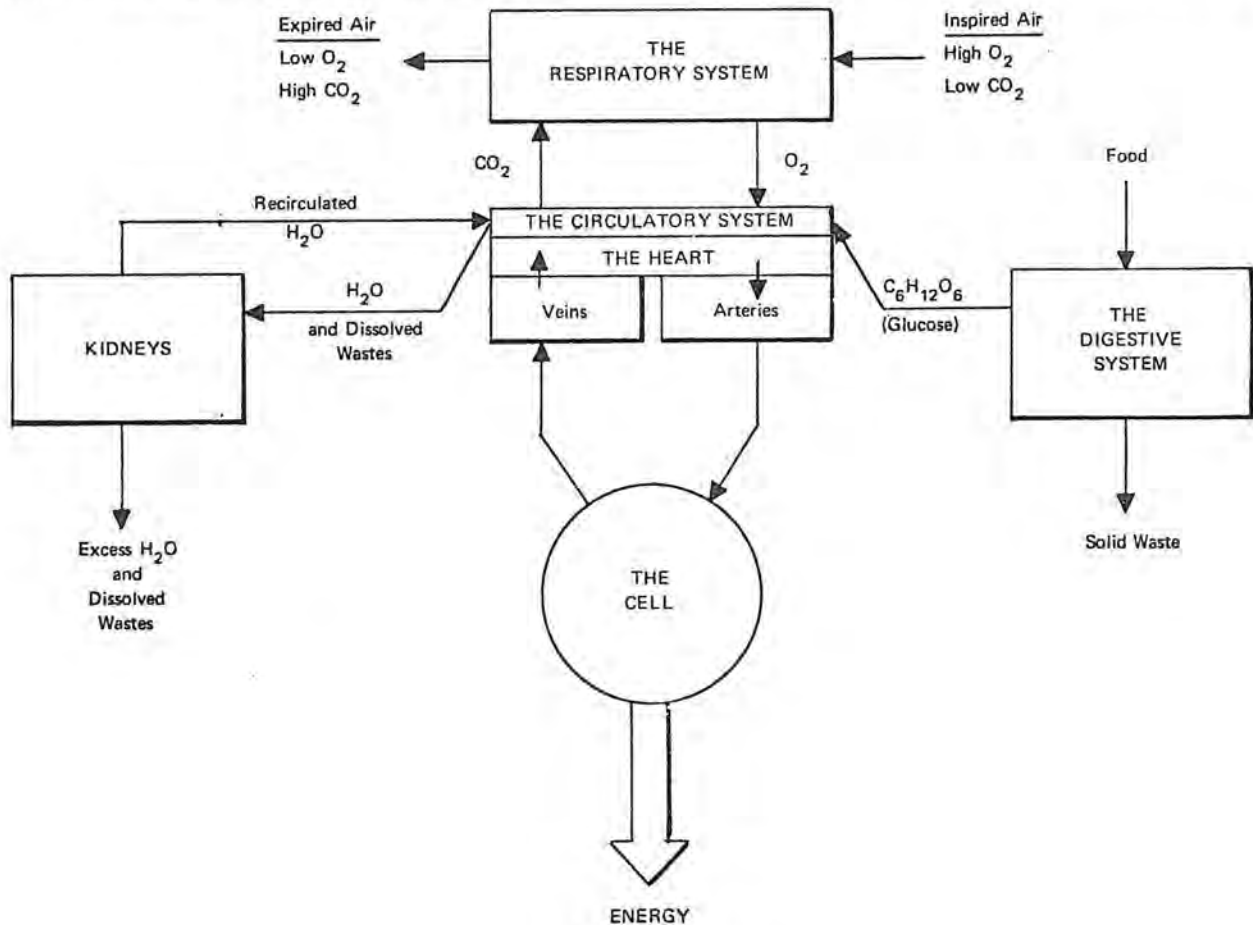 Expired Air
Low O2
High CO2
THE
RESPIRATORY SYSTEM
Inspired Air
High O2
Low CO2
CO2
O2
Food
Recirculated
H2O
THE CIRCULATORY SYSTEM
THE HEART
Veins
Arteries
H2O
and Dissolved
Wastes
KIDNEYS
C6H12O6
(Glucose)
THE
DIGESTIVE
SYSTEM
Excess H2O
and
Dissolved
Wastes
Solid Waste
THE
CELL
ENERGY